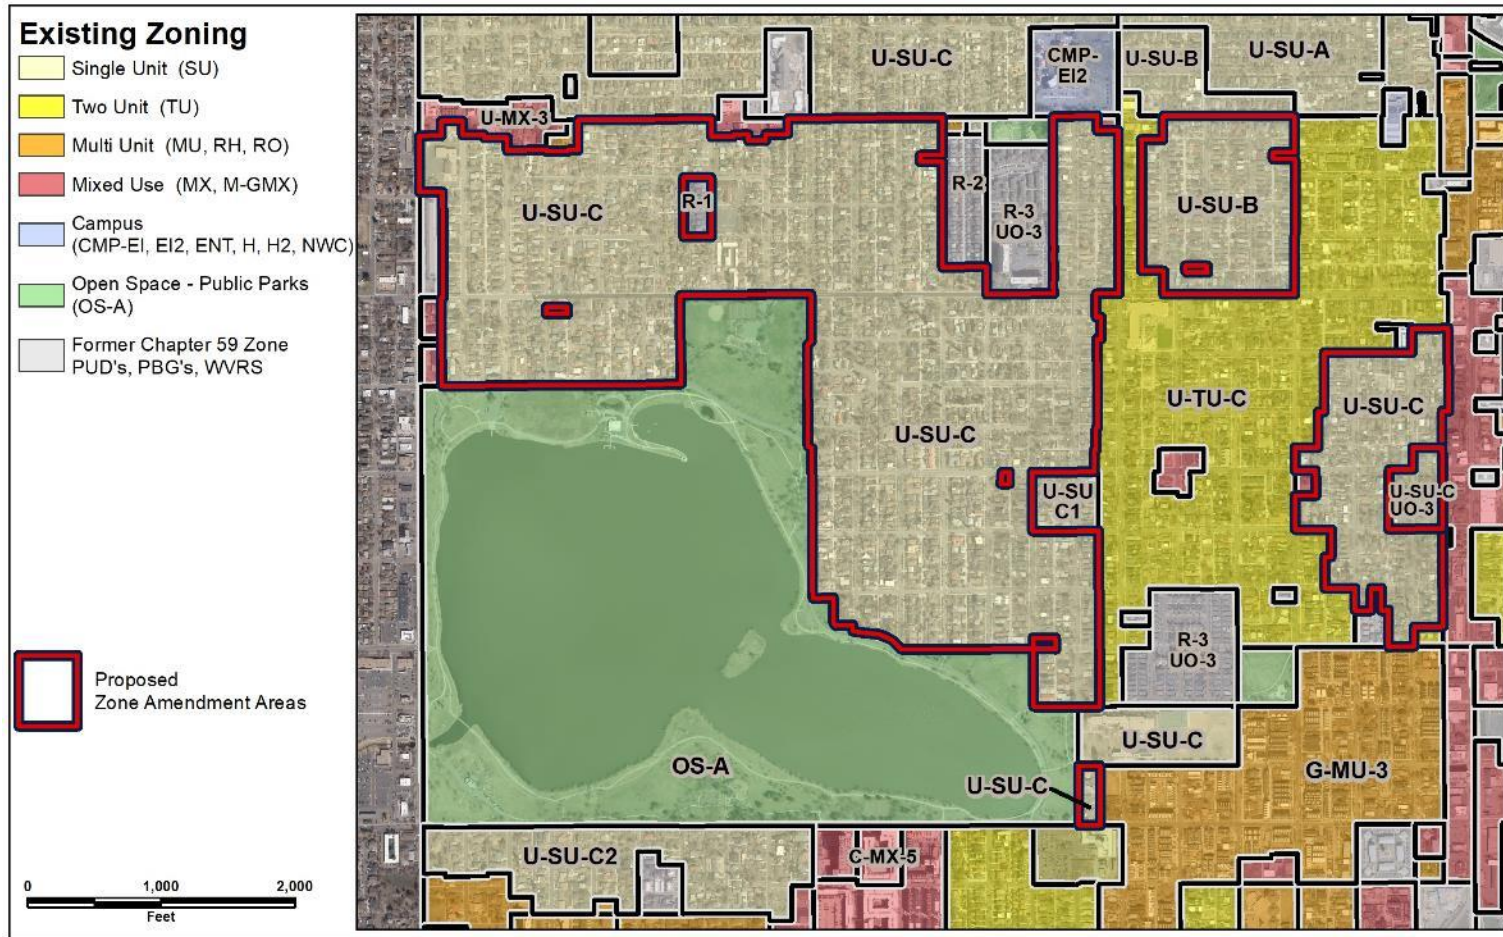 Existing Zoning
Single Unit (SU)
Two Unit (TU)
Multi Unit (MU, RH, RO)
Mixed Use (MX, M-GMX)
Campus
(CMP-EI, EI2, ENT, H, H2, NWC)
Open Space - Public Parks
(OS-A)
Former Chapter 59 Zone
PUD's, PBG's, WVRS
Proposed
Zone Amendment Areas
0 1,000 2,000
Feet
U-SU-C
CMP-
EI2
U-SU-B
U-SU-A
U-MX-3
U-SU-C
R-1
R-2
R-3
UO-3
U-SU-B
U-TU-C
U-SU-C
U-SU-C
U-SU
C1
U-SU-C
UO-3
R-3
UO-3
U-SU-C
OS-A
U-SU-C
G-MU-3
U-SU-C2
C-MX-5